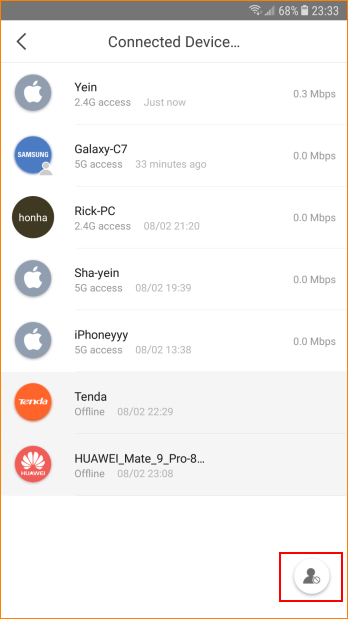 68% 23:33
Connected Device...
Yein
2.4G access Just now
0.3 Mbps
SAMSUNG
Galaxy-C7
5G access 33 minutes ago
0.0 Mbps
honha
Rick-PC
2.4G access 08/02 21:20
0.0 Mbps
Sha-yein
5G access 08/02 19:39
0.0 Mbps
iPhoneyyy
5G access 08/02 13:38
0.0 Mbps
Tenda
Tenda
Offline 08/02 22:29
HUAWEI
HUAWEI_Mate_9_Pro-8...
Offline 08/02 23:08